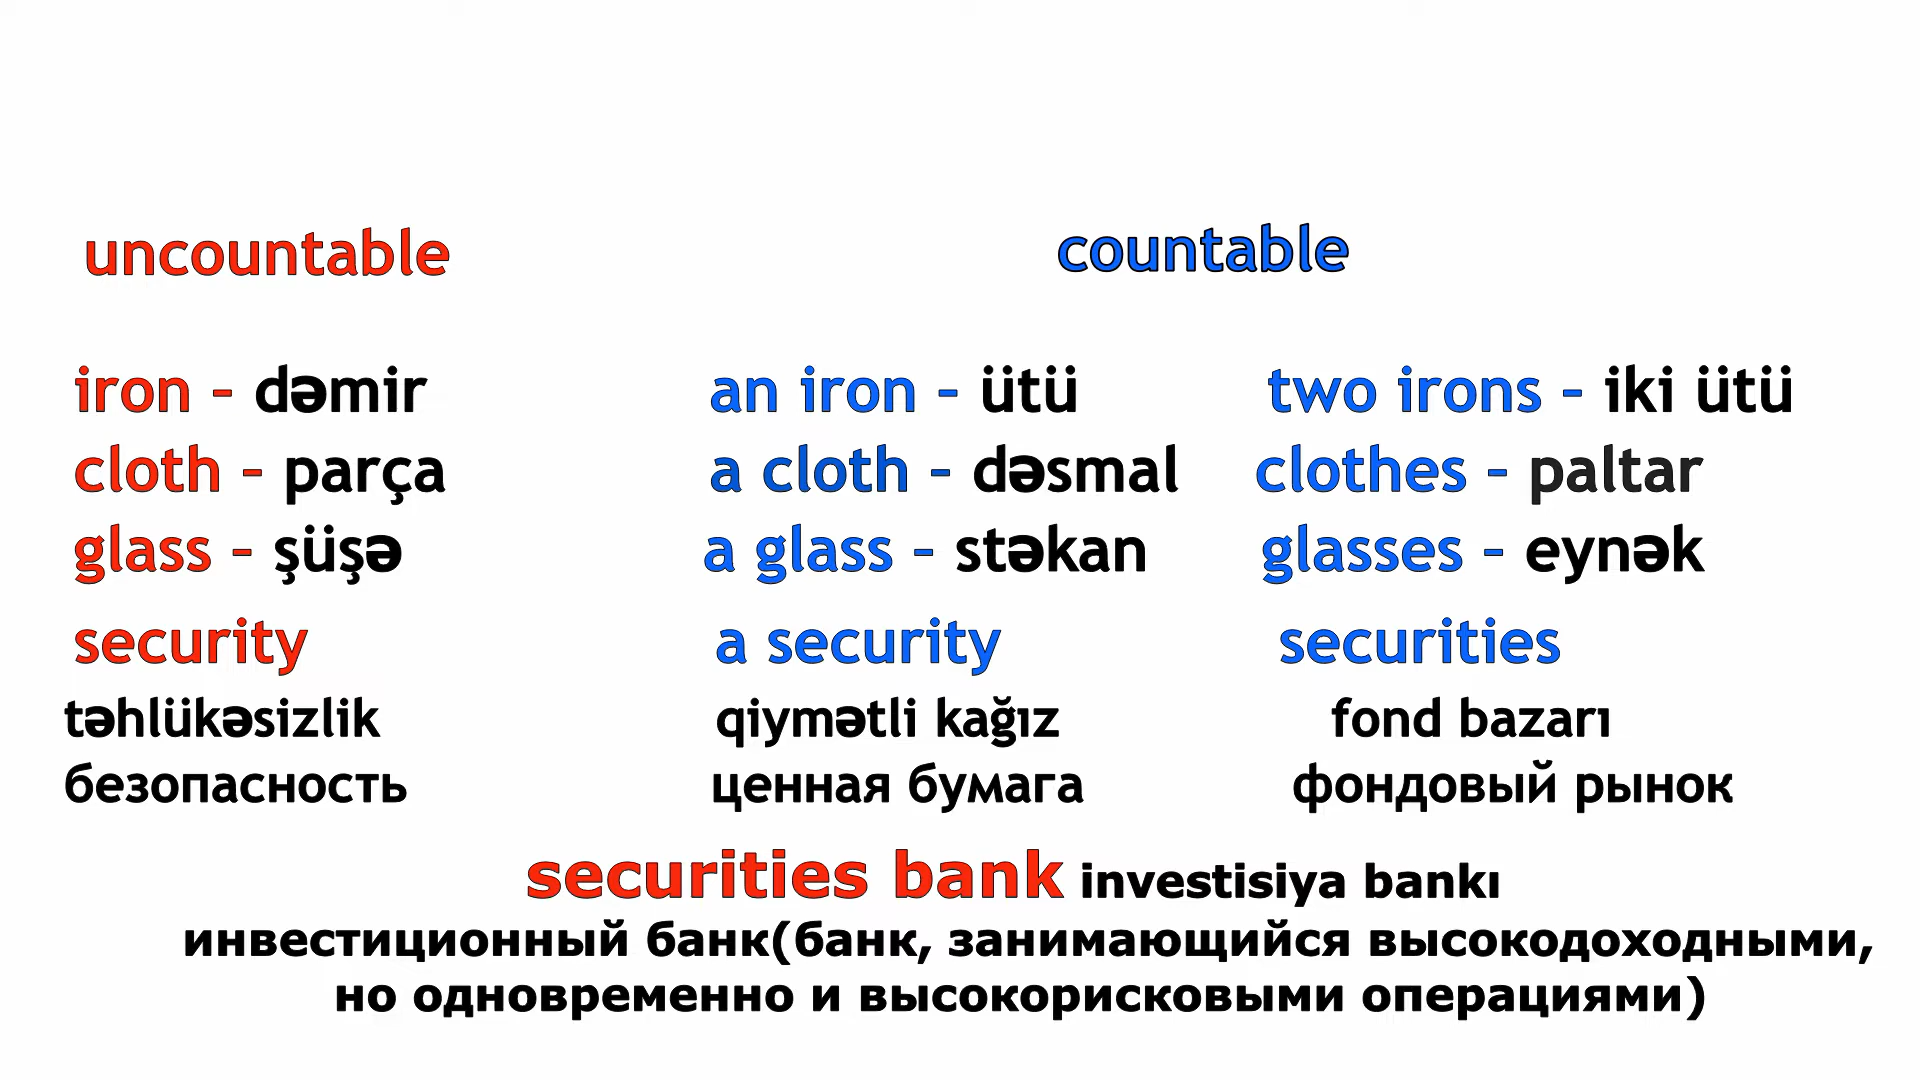 uncountable countable
iron – dəmir an iron – ütü two irons – iki ütü
cloth – parça a cloth – dəsmal clothes – paltar
glass – şüşə a glass – stəkan glasses – eynək
security a security securities
təhlükəsizlik qiymətli kağız fond bazarı
безопасность ценная бумага фондовый рынок
securities bank investisiya bankı
инвестиционный банк(банк, занимающийся высокодоходными,
но одновременно и высокорисковыми операциями)